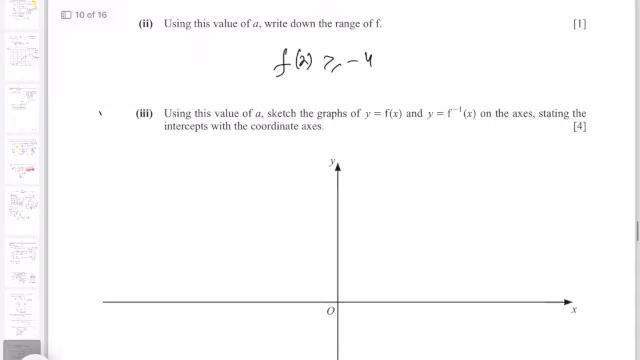 10 of 16
(ii) Using this value of a, write down the range of f. [1]
f(x) ≥ -4
(iii) Using this value of a, sketch the graphs of y = f(x) and y = f⁻¹(x) on the axes, stating the
intercepts with the coordinate axes. [4]
y
O
x